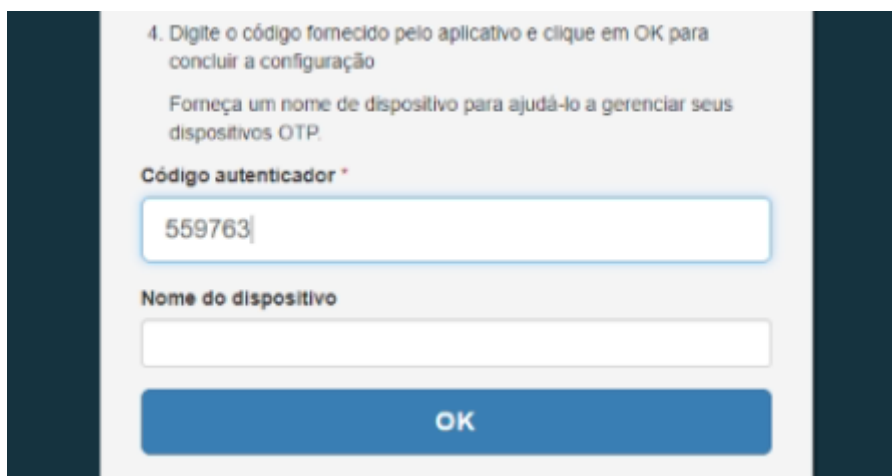 4. Digite o código fornecido pelo aplicativo e clique em OK para
concluir a configuração
Forneça um nome de dispositivo para ajudá-lo a gerenciar seus
dispositivos OTP.
Código autenticador *
559763
Nome do dispositivo
OK